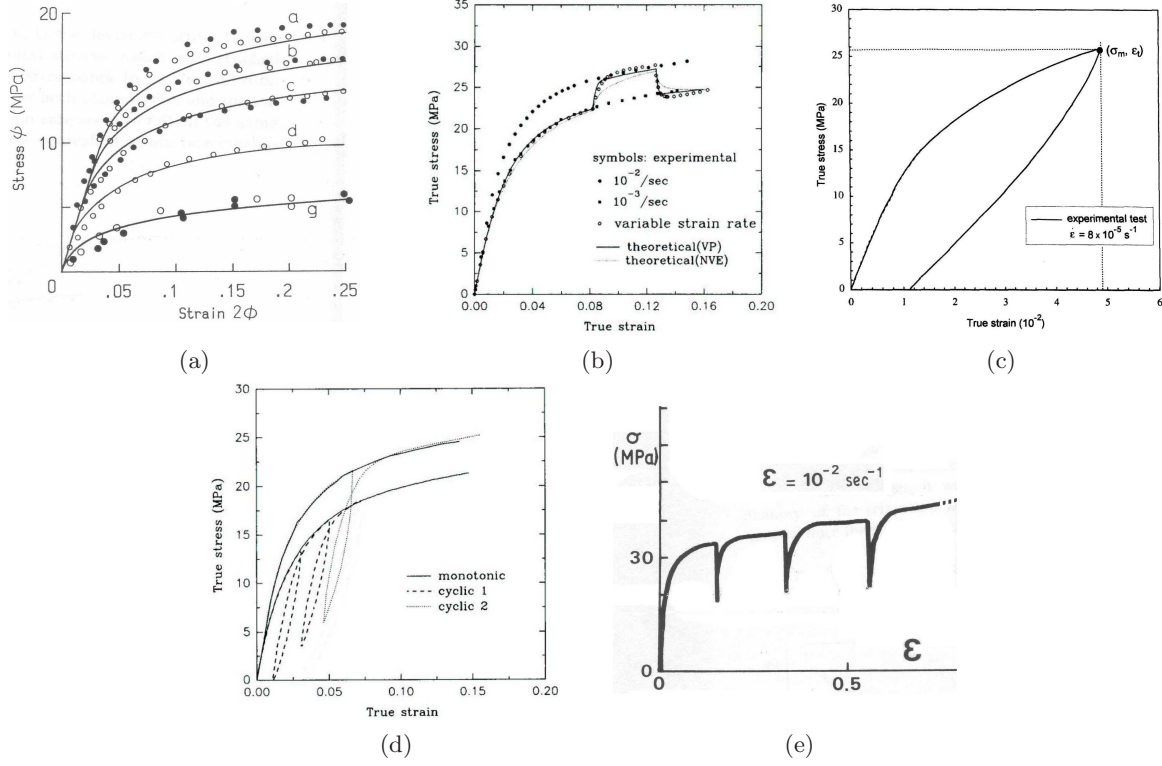 20
10
0
Stress ψ (MPa)
a
b
c
d
g
.05 .10 .15 .20 .25
Strain 2Φ
(a)
35
30
25
20
15
10
5
0
True stress (MPa)
symbols: experimental
10⁻²/sec
10⁻³/sec
variable strain rate
theoretical(VP)
theoretical(NVE)
0.00 0.04 0.08 0.12 0.16 0.20
True strain
(b)
30
25
20
15
10
5
0
True stress (MPa)
(σₘ, εₜ)
experimental test
ε̇ = 8 x 10⁻⁵ s⁻¹
0 1 2 3 4 5 6
True strain (10⁻²)
(c)
30
25
20
15
10
5
0
True stress (MPa)
monotonic
cyclic 1
cyclic 2
0.00 0.05 0.10 0.15 0.20
True strain
(d)
σ
(MPa)
ε = 10⁻² sec⁻¹
30
ε
0
0 0.5
(e)